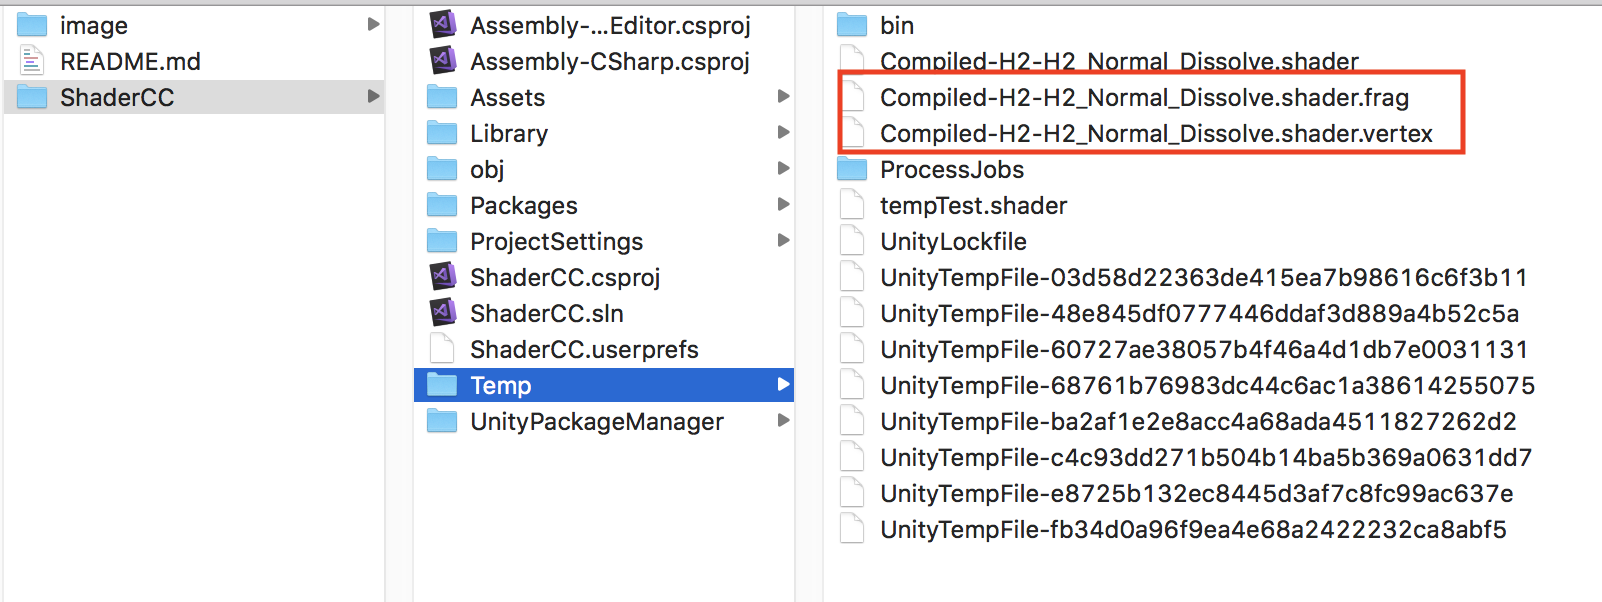 image
README.md
ShaderCC
Assembly-...Editor.csproj
Assembly-CSharp.csproj
Assets
Library
obj
Packages
ProjectSettings
ShaderCC.csproj
ShaderCC.sln
ShaderCC.userprefs
Temp
UnityPackageManager
bin
Compiled-H2-H2_Normal_Dissolve.shader
Compiled-H2-H2_Normal_Dissolve.shader.frag
Compiled-H2-H2_Normal_Dissolve.shader.vertex
ProcessJobs
tempTest.shader
UnityLockfile
UnityTempFile-03d58d22363de415ea7b98616c6f3b11
UnityTempFile-48e845df0777446ddaf3d889a4b52c5a
UnityTempFile-60727ae38057b4f46a4d1db7e0031131
UnityTempFile-68761b76983dc44c6ac1a38614255075
UnityTempFile-ba2af1e2e8acc4a68ada4511827262d2
UnityTempFile-c4c93dd271b504b14ba5b369a0631dd7
UnityTempFile-e8725b132ec8445d3af7c8fc99ac637e
UnityTempFile-fb34d0a96f9ea4e68a2422232ca8abf5